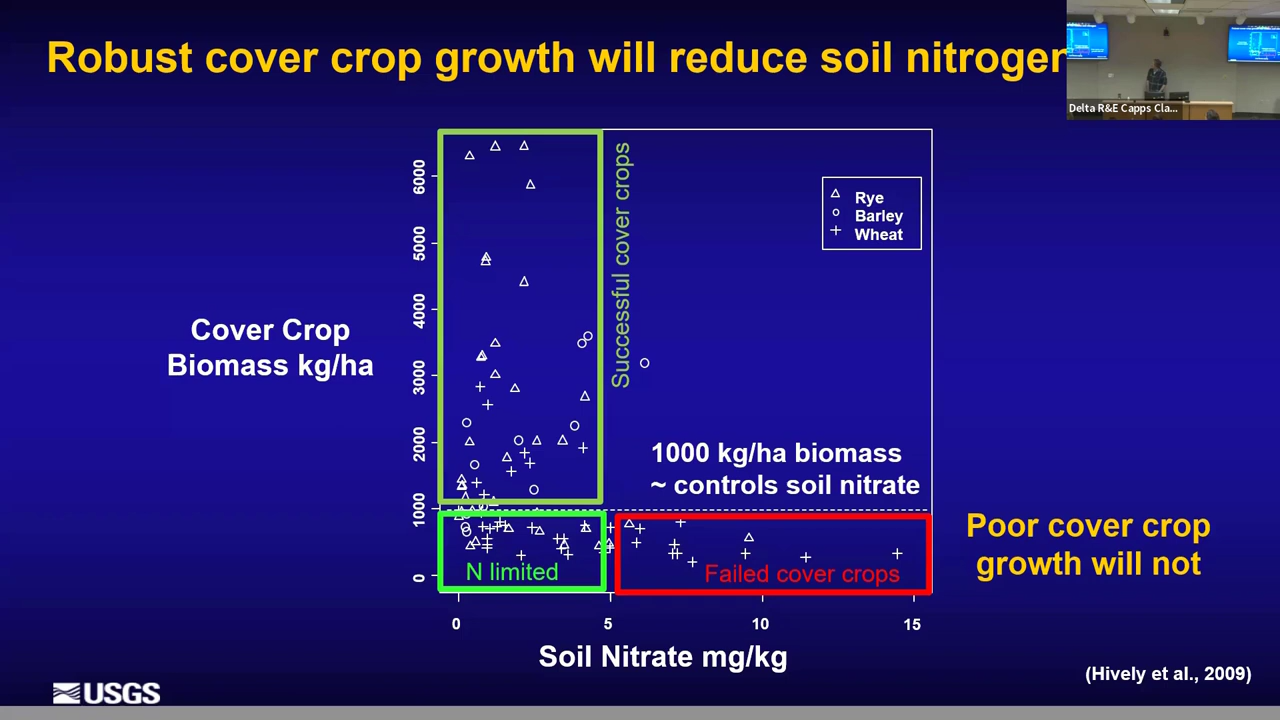 Robust cover crop growth will reduce soil nitrogen
Delta R&E Capps Cla...
Successful cover crops
6000
5000
4000
3000
2000
1000
0
Rye
Barley
Wheat
Cover Crop
Biomass kg/ha
1000 kg/ha biomass
~ controls soil nitrate
Poor cover crop
growth will not
N limited
Failed cover crops
0
5
10
15
Soil Nitrate mg/kg
(Hively et al., 2009)
USGS